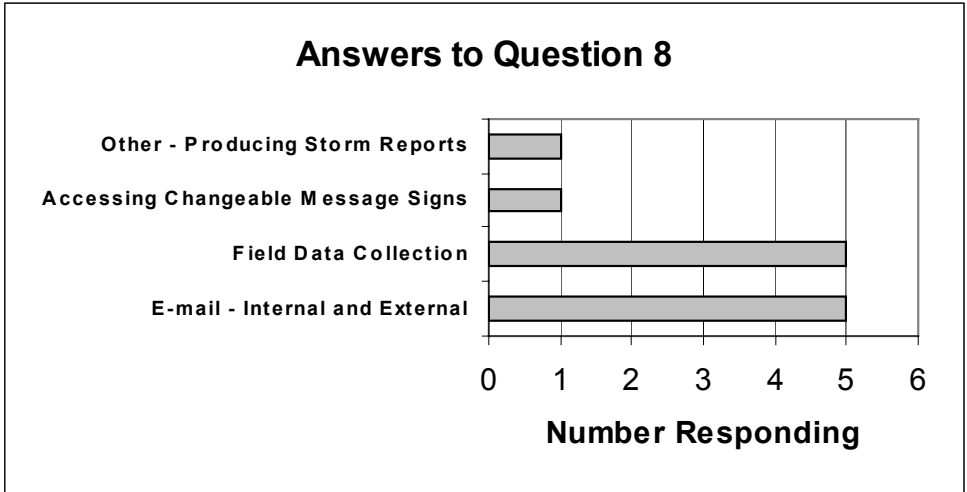 Answers to Question 8
Other - Producing Storm Reports
Accessing Changeable Message Signs
Field Data Collection
E-mail - Internal and External
0 1 2 3 4 5 6
Number Responding